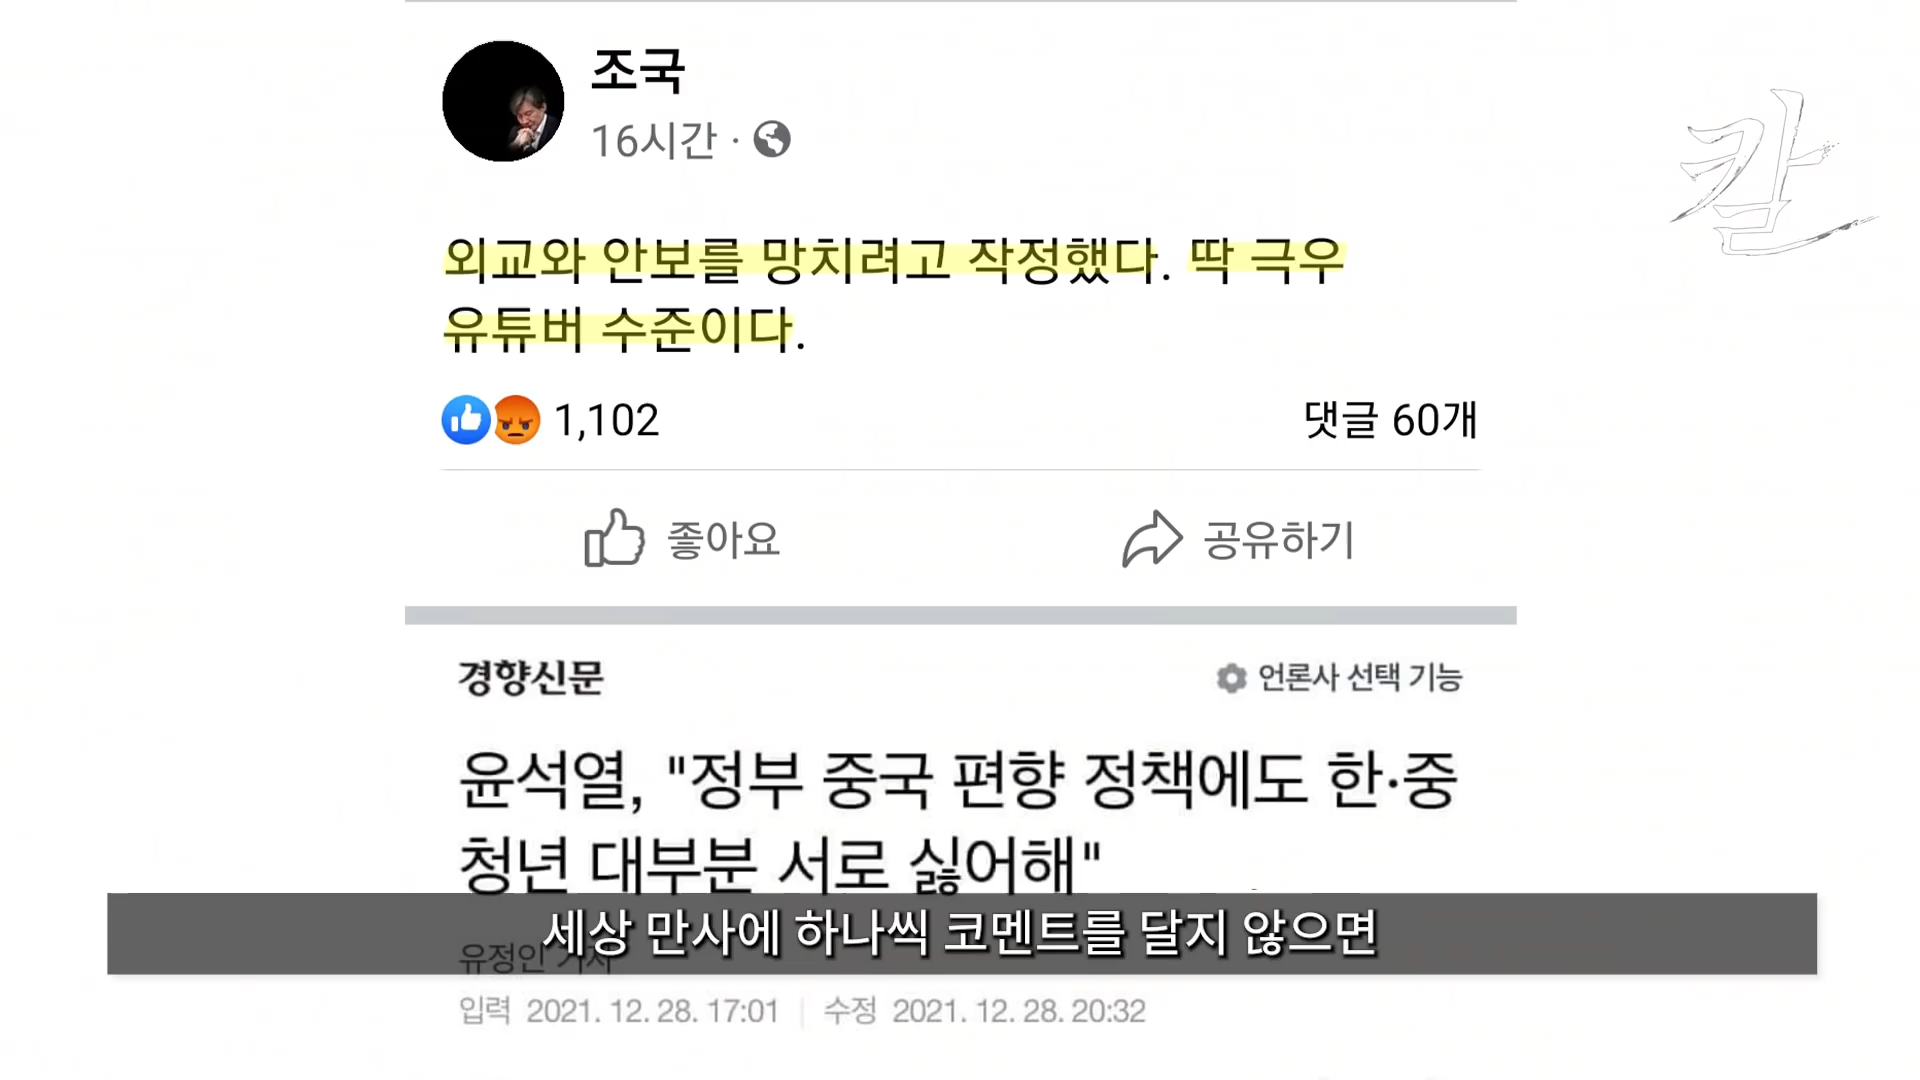 조국
16시간 ·
칼
외교와 안보를 망치려고 작정했다. 딱 극우
유튜버 수준이다.
1,102
댓글 60개
좋아요
공유하기
경향신문
언론사 선택 기능
윤석열, "정부 중국 편향 정책에도 한·중
청년 대부분 서로 싫어해"
세상 만사에 하나씩 코멘트를 달지 않으면
유정인 기자
입력 2021. 12. 28. 17:01 | 수정 2021. 12. 28. 20:32